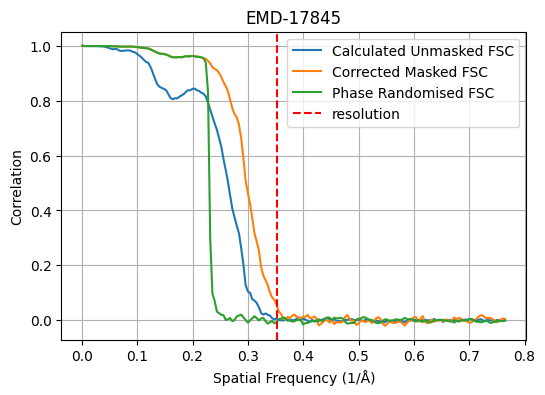 EMD-17845
Calculated Unmasked FSC
Corrected Masked FSC
Phase Randomised FSC
resolution
Correlation
1.0
0.8
0.6
0.4
0.2
0.0
0.0 0.1 0.2 0.3 0.4 0.5 0.6 0.7 0.8
Spatial Frequency (1/Å)